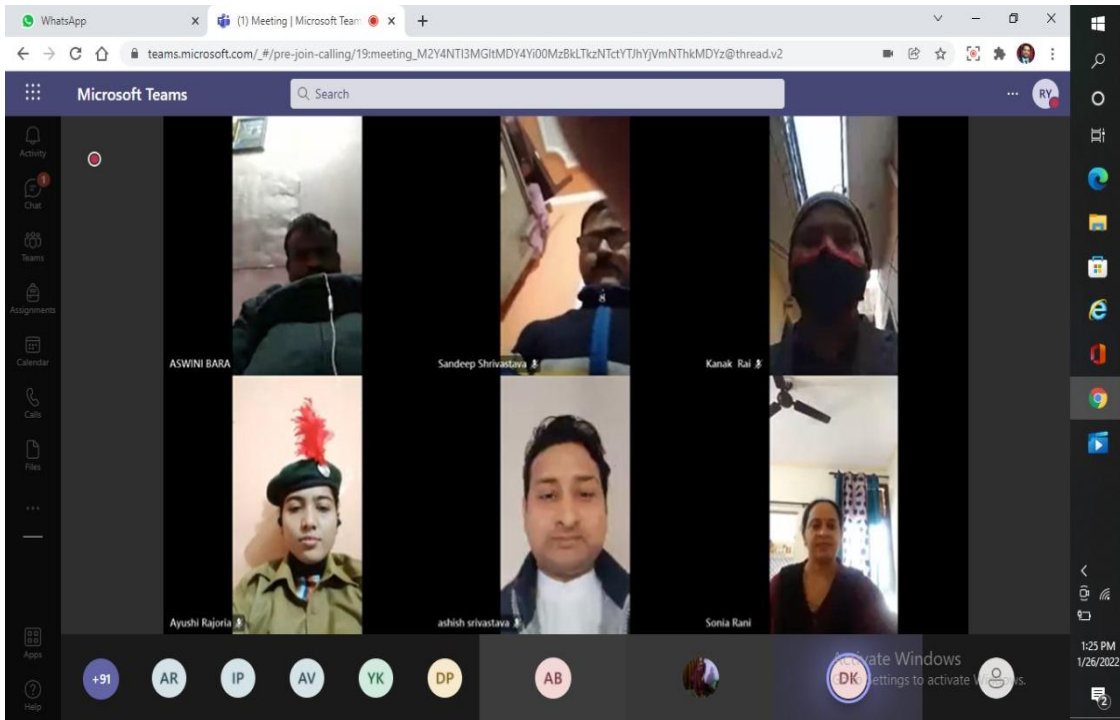 WhatsApp
(1) Meeting | Microsoft Team
teams.microsoft.com/_#/pre-join-calling/19:meeting_M2Y4NTI3MGItMDY4Yi00MzBkLTkzNTctYTJhYjVmNThkMDYz@thread.v2
Microsoft Teams
Search
RY
Activity
Chat
1
Teams
Assignments
Calendar
Calls
Files
Apps
Help
ASWINI BARA
Sandeep Shrivastava
Kanak Rai
Ayushi Rajoria
ashish srivastava
Sonia Rani
+91
AR
IP
AV
YK
DP
AB
DK
Activate Windows
Settings to activate Windows.
1:25 PM
1/26/2022
2